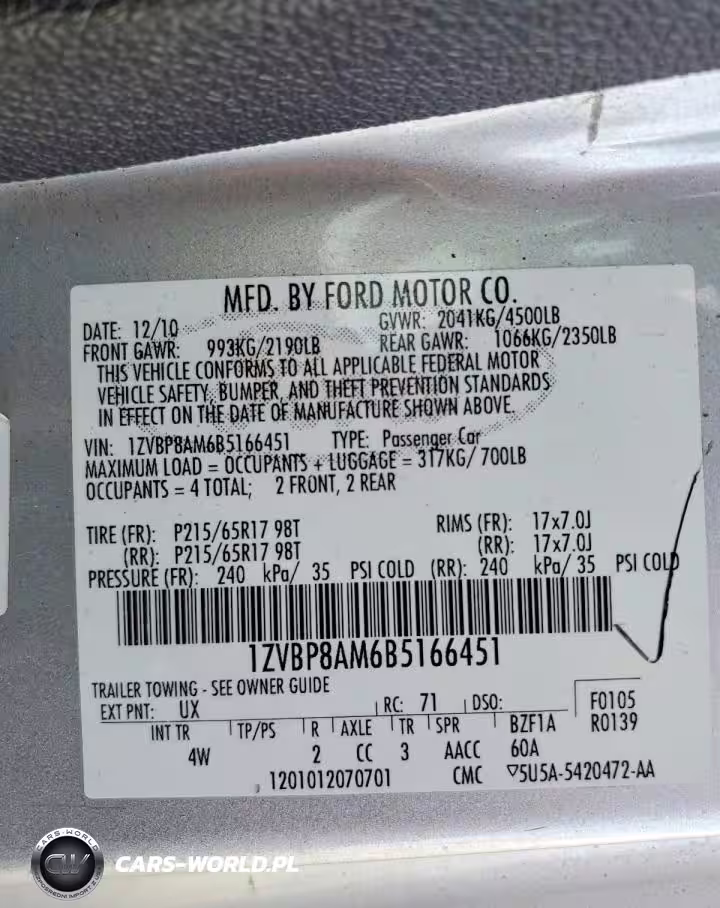 MFD. BY FORD MOTOR CO.
DATE: 12/10 GVWR: 2041KG/4500LB
FRONT GAWR: 993KG/2190LB REAR GAWR: 1066KG/2350LB
THIS VEHICLE CONFORMS TO ALL APPLICABLE FEDERAL MOTOR
VEHICLE SAFETY, BUMPER, AND THEFT PREVENTION STANDARDS
IN EFFECT ON THE DATE OF MANUFACTURE SHOWN ABOVE.
VIN: 1ZVBP8AM6B5166451 TYPE: Passenger Car
MAXIMUM LOAD = OCCUPANTS + LUGGAGE = 317KG/ 700LB
OCCUPANTS = 4 TOTAL; 2 FRONT, 2 REAR
TIRE (FR): P215/65R17 98T RIMS (FR): 17x7.0J
(RR): P215/65R17 98T (RR): 17x7.0J
PRESSURE (FR): 240 kPa/ 35 PSI COLD (RR): 240 kPa/ 35 PSI COLD
1ZVBP8AM6B5166451
TRAILER TOWING - SEE OWNER GUIDE
EXT PNT: UX RC: 71 DSO: F0105
INT TR TP/PS R AXLE TR SPR BZF1A R0139
4W 2 CC 3 AACC 60A
1201012070701 CMC ▽5U5A-5420472-AA
CARS-WORLD
CW
CARS-WORLD.PL